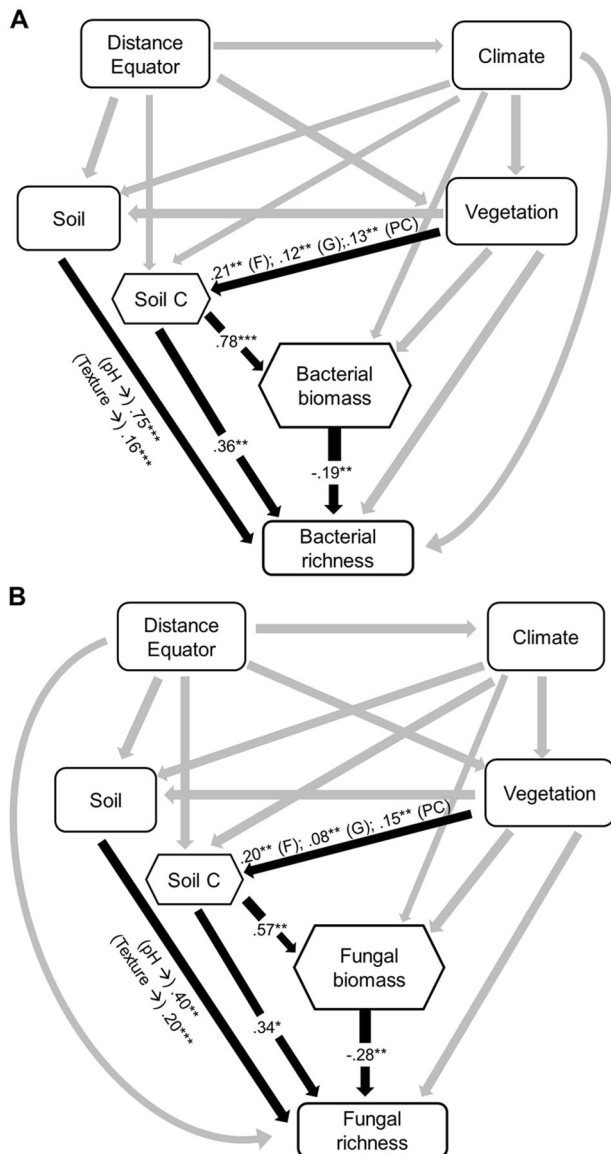 A
Distance
Equator
Climate
Soil
Vegetation
.21** (F); .12** (G);.13** (PC)
Soil C
.78***
Bacterial
biomass
(pH →) .75***
(Texture →) .16***
.36**
-.19**
Bacterial
richness
B
Distance
Equator
Climate
Soil
Vegetation
.20** (F); .08** (G); .15** (PC)
Soil C
.57**
Fungal
biomass
(pH →) .40**
(Texture →) .20***
.34*
-.28**
Fungal
richness